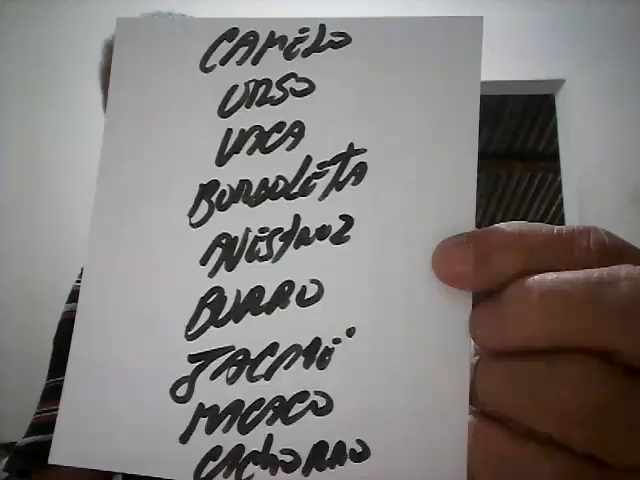 CAMELO
URSO
VACA
BORBOLETA
AVESTRUZ
BURRO
JACARÉ
MACACO
CACHORRO